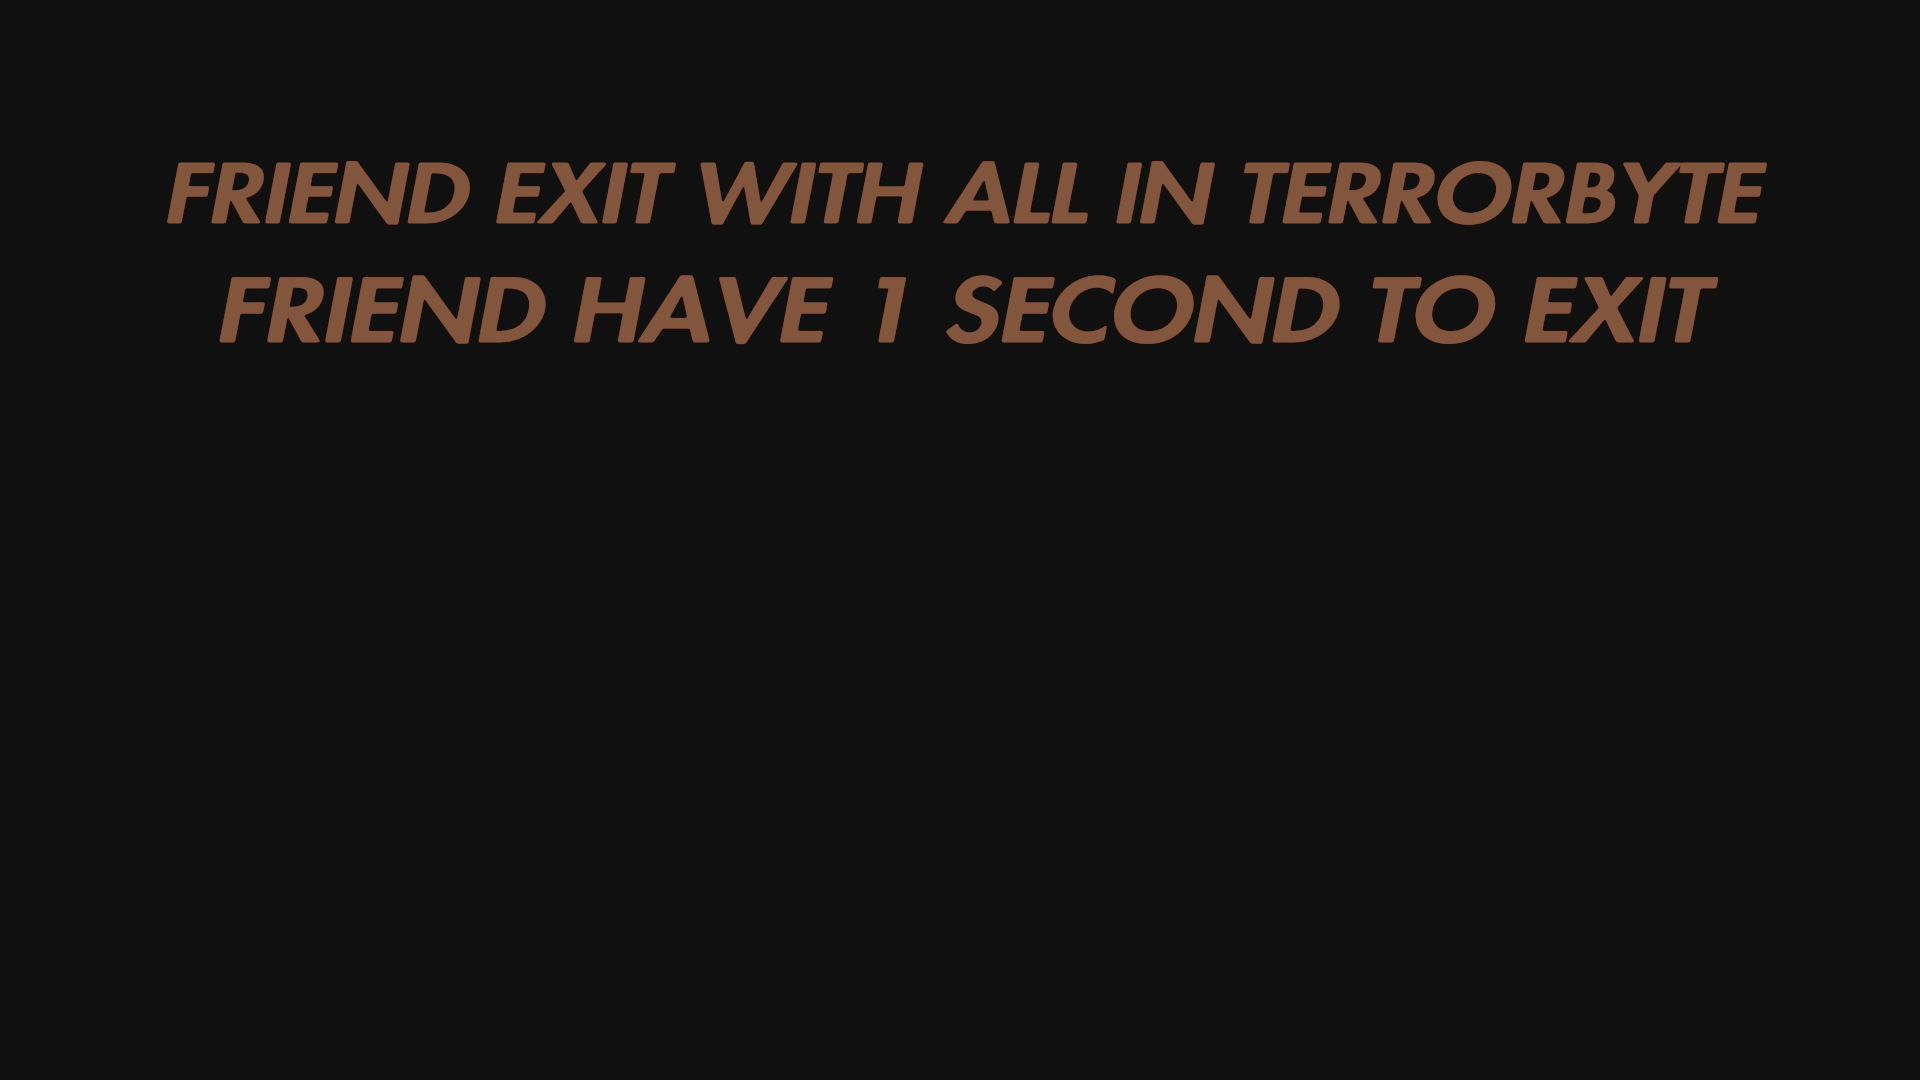 FRIEND EXIT WITH ALL IN TERRORBYTE
FRIEND HAVE 1 SECOND TO EXIT